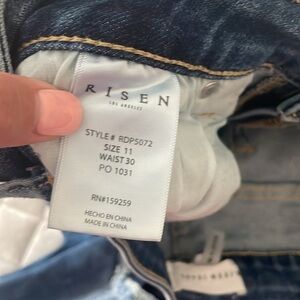 RISEN
LOS ANGELES
STYLE# RDP5072
SIZE 11
WAIST 30
PO 1031
RN#159259
HECHO EN CHINA
MADE IN CHINA